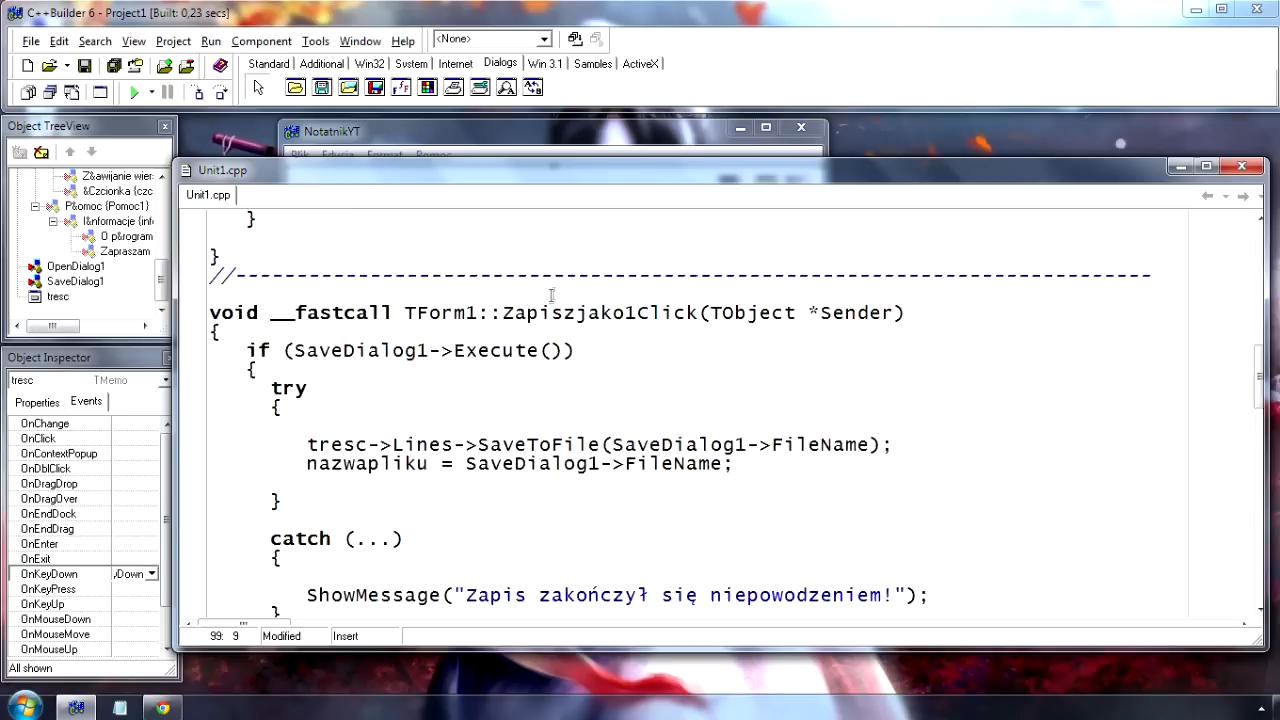 C++Builder 6 - Project1 [Built: 0,23 secs]
File Edit Search View Project Run Component Tools Window Help
<None>
Standard Additional Win32 System Internet Dialogs Win 3.1 Samples ActiveX
Object TreeView
Z&awijanie wier
&Czcionka {czc
P&omoc {Pomoc1}
I&nformacje {inf
O p&rogram
Zapraszam
OpenDialog1
SaveDialog1
tresc
Object Inspector
tresc TMemo
Properties Events
OnChange
OnClick
OnContextPopup
OnDblClick
OnDragDrop
OnDragOver
OnEndDock
OnEndDrag
OnEnter
OnExit
OnKeyDown Down
OnKeyPress
OnKeyUp
OnMouseDown
OnMouseMove
OnMouseUp
All shown
NotatnikYT
Plik Edycja Format Pomoc
Unit1.cpp
Unit1.cpp
}
}
//---------------------------------------------------------------------------
void __fastcall TForm1::Zapiszjako1Click(TObject *Sender)
{
if (SaveDialog1->Execute())
{
try
{
tresc->Lines->SaveToFile(SaveDialog1->FileName);
nazwapliku = SaveDialog1->FileName;
}
catch (...)
{
ShowMessage("Zapis zakończył się niepowodzeniem!");
}
99: 9 Modified Insert